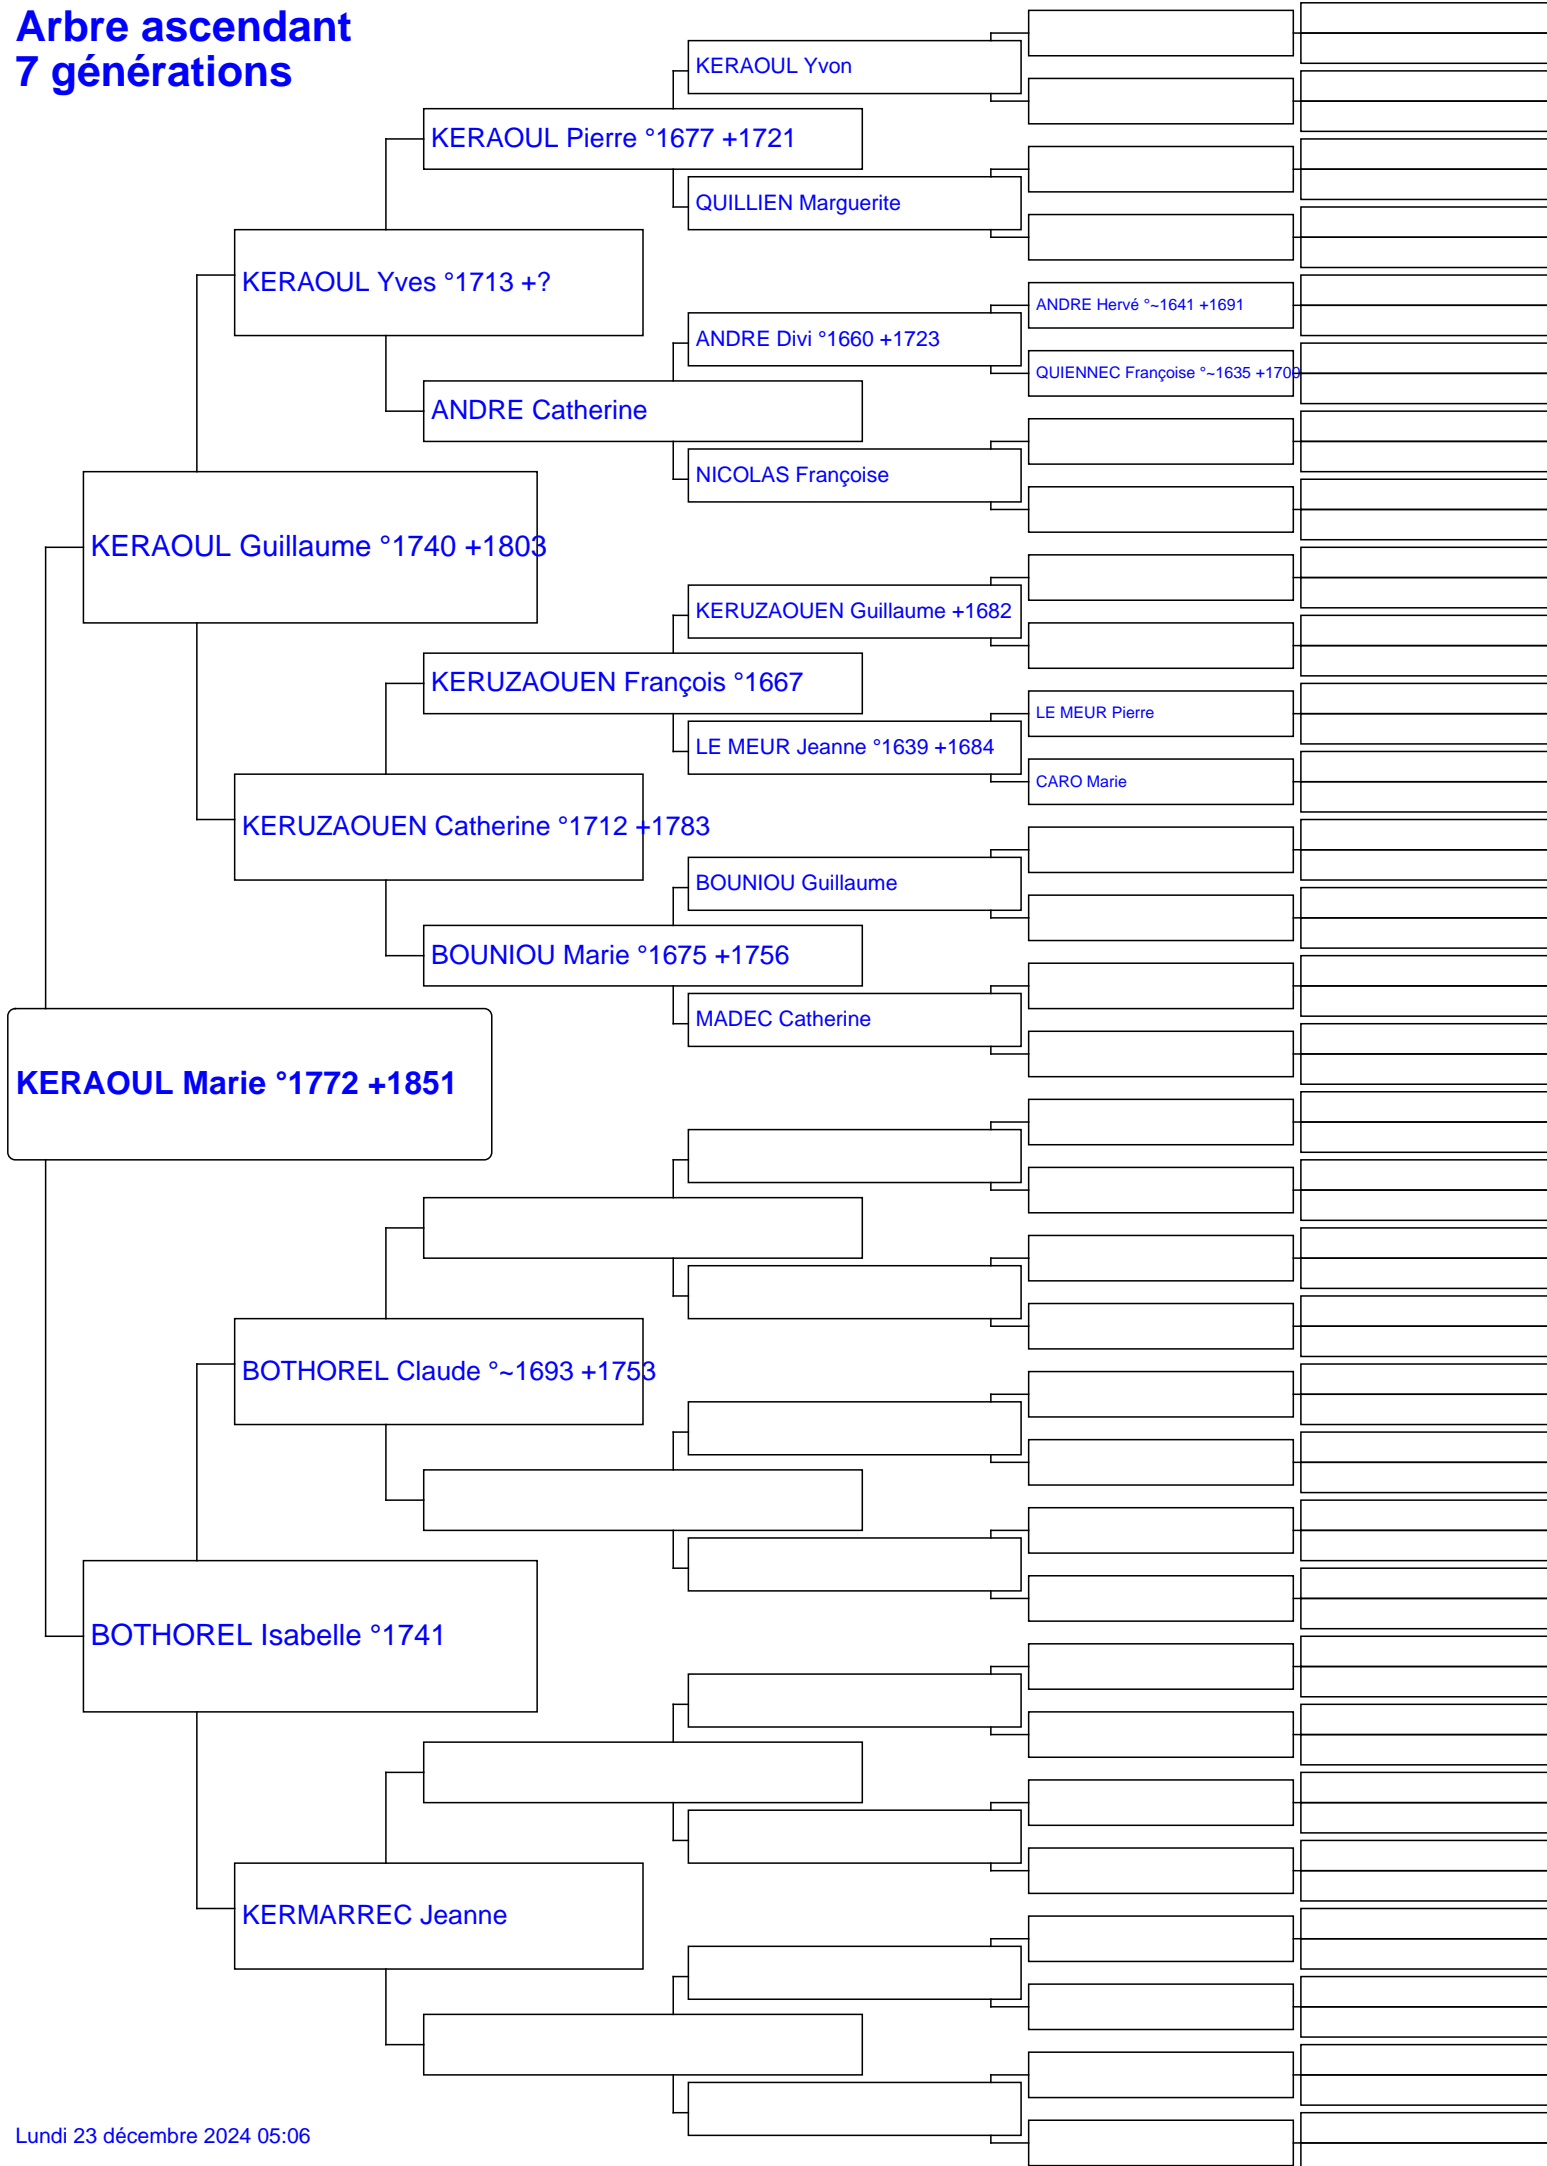 Arbre ascendant
7 générations
KERAOUL Yvon
KERAOUL Pierre °1677 +1721
QUILLIEN Marguerite
KERAOUL Yves °1713 +?
ANDRE Hervé °~1641 +1691
ANDRE Divi °1660 +1723
QUIENNEC Françoise °~1635 +1709
ANDRE Catherine
NICOLAS Françoise
KERAOUL Guillaume °1740 +1803
KERUZAOUEN Guillaume +1682
KERUZAOUEN François °1667
LE MEUR Pierre
LE MEUR Jeanne °1639 +1684
CARO Marie
KERUZAOUEN Catherine °1712 +1783
BOUNIOU Guillaume
BOUNIOU Marie °1675 +1756
MADEC Catherine
KERAOUL Marie °1772 +1851
BOTHOREL Claude °~1693 +1753
BOTHOREL Isabelle °1741
KERMARREC Jeanne
Lundi 23 décembre 2024 05:06